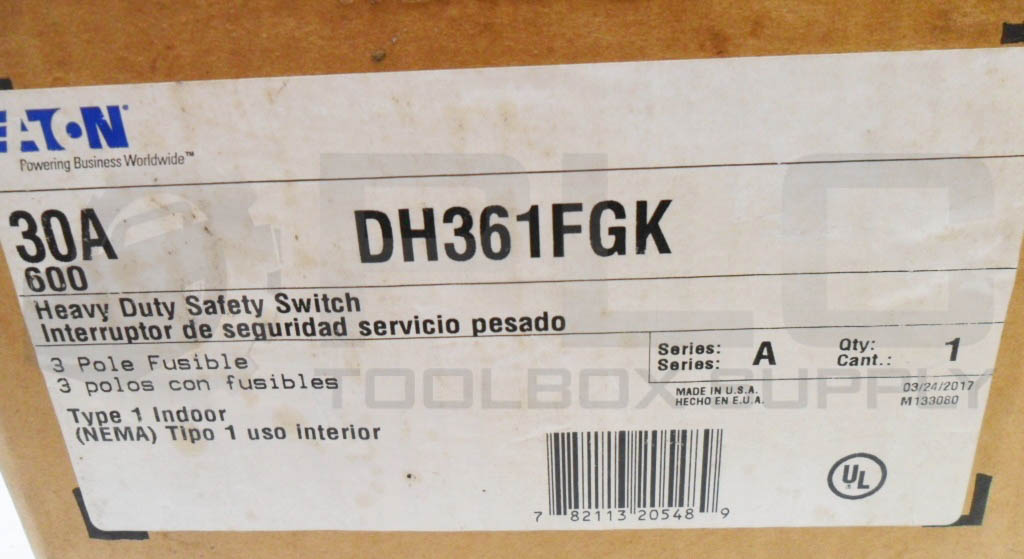 EATON
Powering Business Worldwide™
30A
600
DH361FGK
Heavy Duty Safety Switch
Interruptor de seguridad servicio pesado
3 Pole Fusible
3 polos con fusibles
Type 1 Indoor
(NEMA) Tipo 1 uso interior
Series: A Qty: 1
Series: Cant.:
MADE IN U.S.A.
HECHO EN E.U.A.
03/24/2017
M133080
7 82113 20548 9
UL
DLC
TOOLBOX SUPPLY